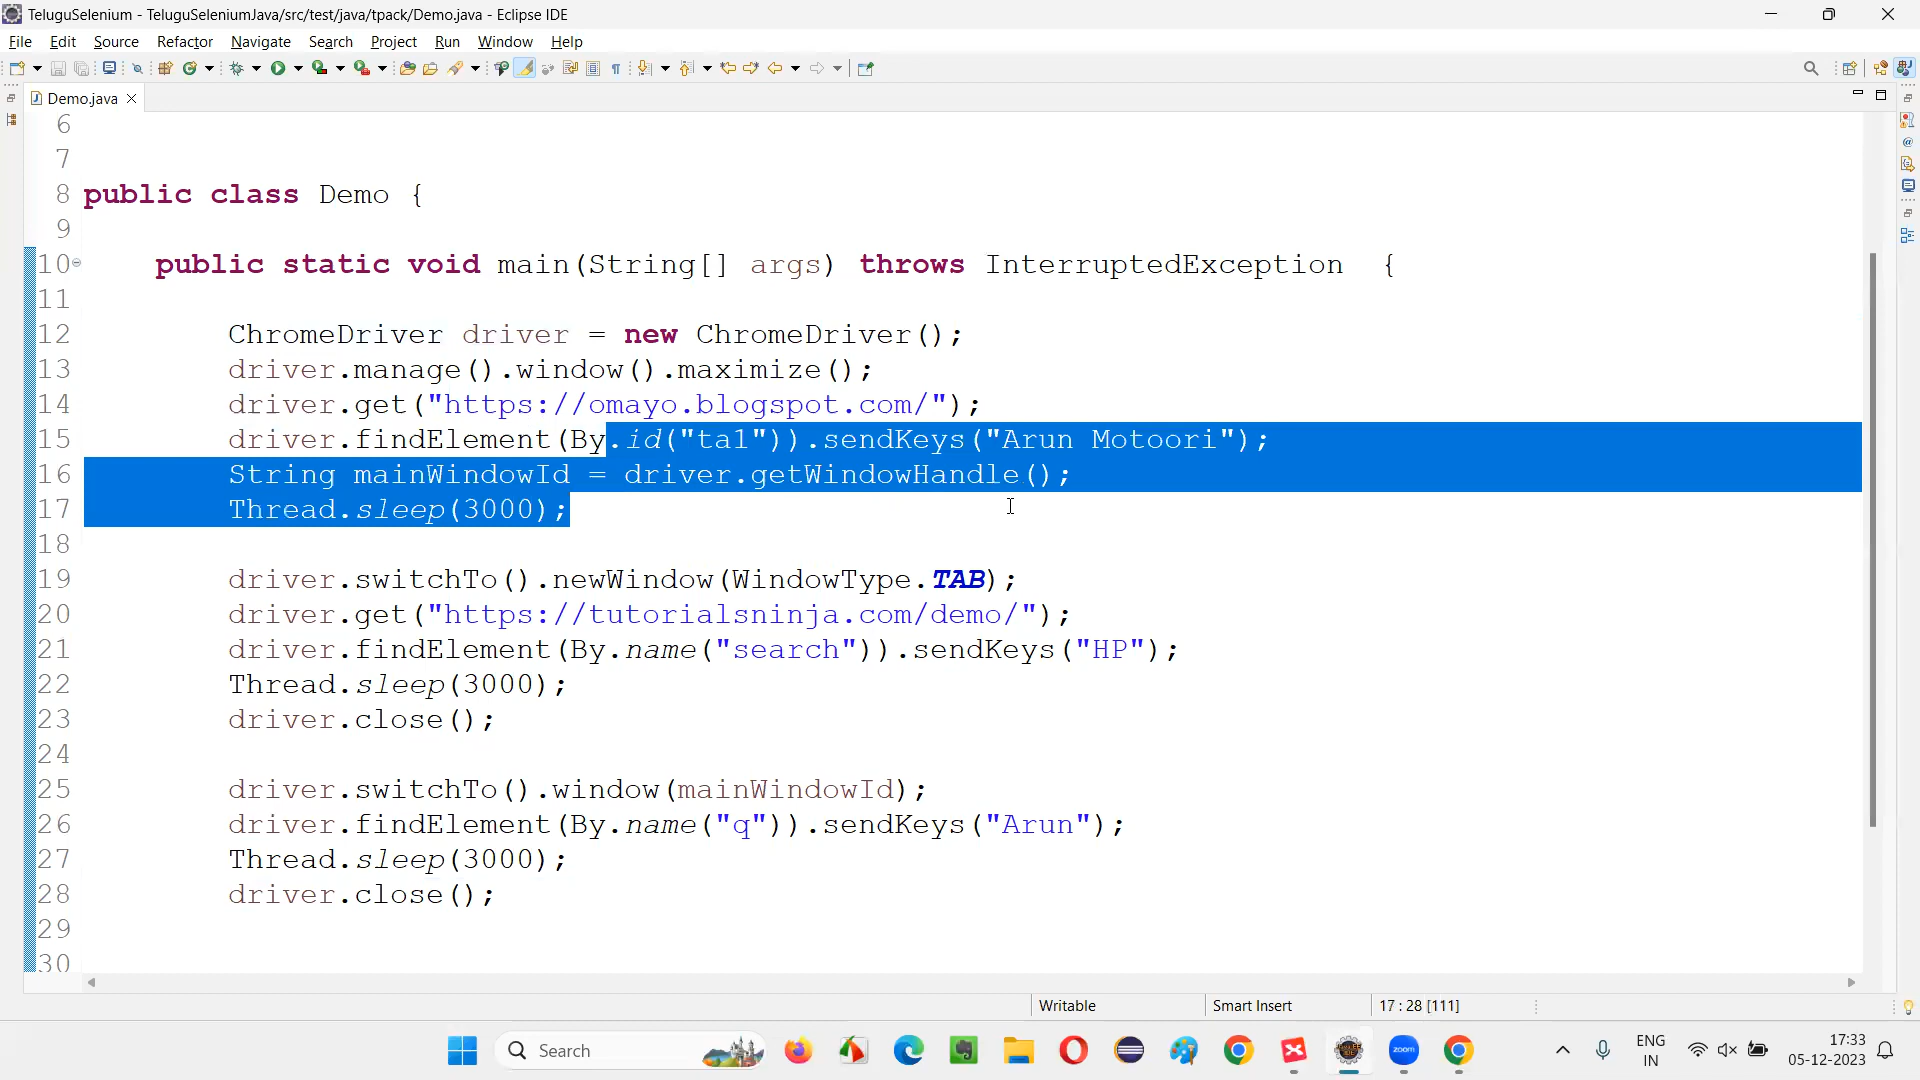 TeluguSelenium - TeluguSeleniumJava/src/test/java/tpack/Demo.java - Eclipse IDE
File Edit Source Refactor Navigate Search Project Run Window Help
Demo.java
6
7
8 public class Demo {
9
10 public static void main(String[] args) throws InterruptedException {
11
12 ChromeDriver driver = new ChromeDriver();
13 driver.manage().window().maximize();
14 driver.get("https://omayo.blogspot.com/");
15 driver.findElement(By.id("ta1")).sendKeys("Arun Motoori");
16 String mainWindowId = driver.getWindowHandle();
17 Thread.sleep(3000);
18
19 driver.switchTo().newWindow(WindowType.TAB);
20 driver.get("https://tutorialsninja.com/demo/");
21 driver.findElement(By.name("search")).sendKeys("HP");
22 Thread.sleep(3000);
23 driver.close();
24
25 driver.switchTo().window(mainWindowId);
26 driver.findElement(By.name("q")).sendKeys("Arun");
27 Thread.sleep(3000);
28 driver.close();
29
30
Writable Smart Insert 17 : 28 [111]
Search zoom ENG 17:33
IN 05-12-2023